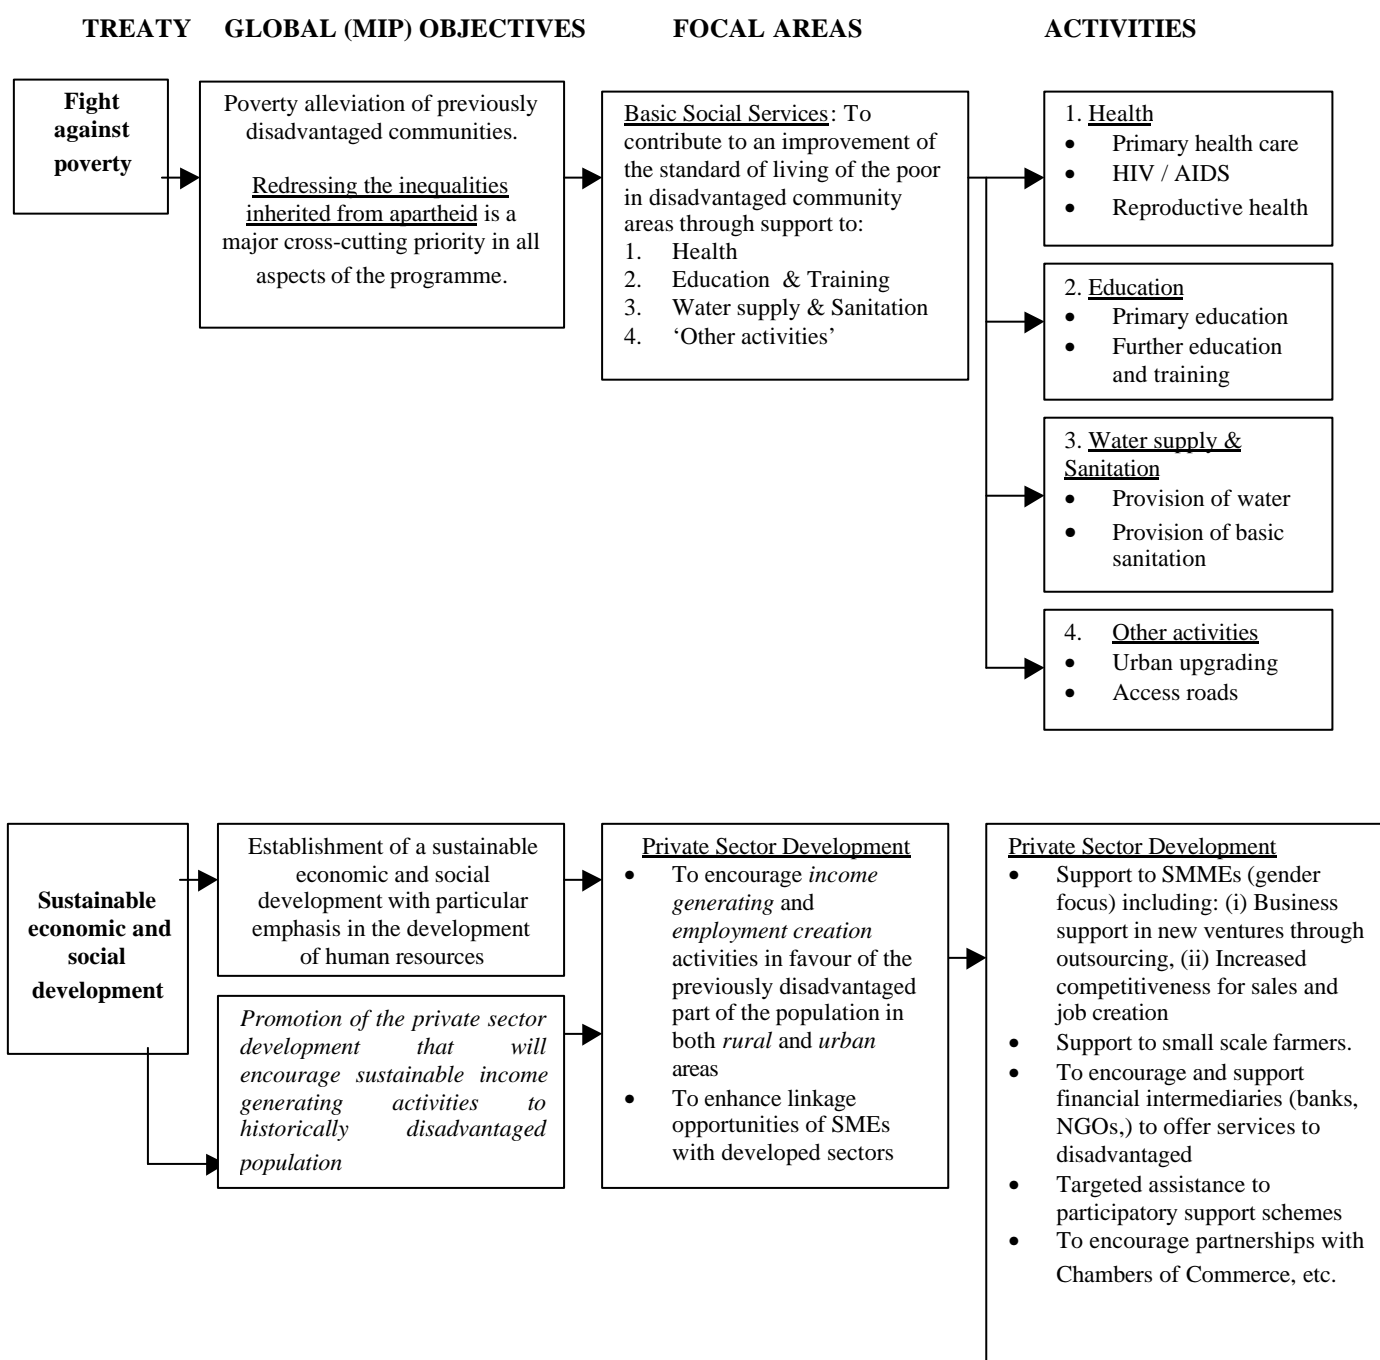 TREATY GLOBAL (MIP) OBJECTIVES FOCAL AREAS ACTIVITIES
Fight
against
poverty
Poverty alleviation of previously
disadvantaged communities.
Redressing the inequalities
inherited from apartheid is a
major cross-cutting priority in all
aspects of the programme.
Basic Social Services: To
contribute to an improvement of
the standard of living of the poor
in disadvantaged community
areas through support to:
1. Health
2. Education & Training
3. Water supply & Sanitation
4. ‘Other activities’
1. Health
• Primary health care
• HIV / AIDS
• Reproductive health
2. Education
• Primary education
• Further education
and training
3. Water supply &
Sanitation
• Provision of water
• Provision of basic
sanitation
4. Other activities
• Urban upgrading
• Access roads
Sustainable
economic and
social
development
Establishment of a sustainable
economic and social
development with particular
emphasis in the development
of human resources
Promotion of the private sector
development that will
encourage sustainable income
generating activities to
historically disadvantaged
population
Private Sector Development
• To encourage income
generating and
employment creation
activities in favour of the
previously disadvantaged
part of the population in
both rural and urban
areas
• To enhance linkage
opportunities of SMEs
with developed sectors
Private Sector Development
• Support to SMMEs (gender
focus) including: (i) Business
support in new ventures through
outsourcing, (ii) Increased
competitiveness for sales and
job creation
• Support to small scale farmers.
• To encourage and support
financial intermediaries (banks,
NGOs,) to offer services to
disadvantaged
• Targeted assistance to
participatory support schemes
• To encourage partnerships with
Chambers of Commerce, etc.